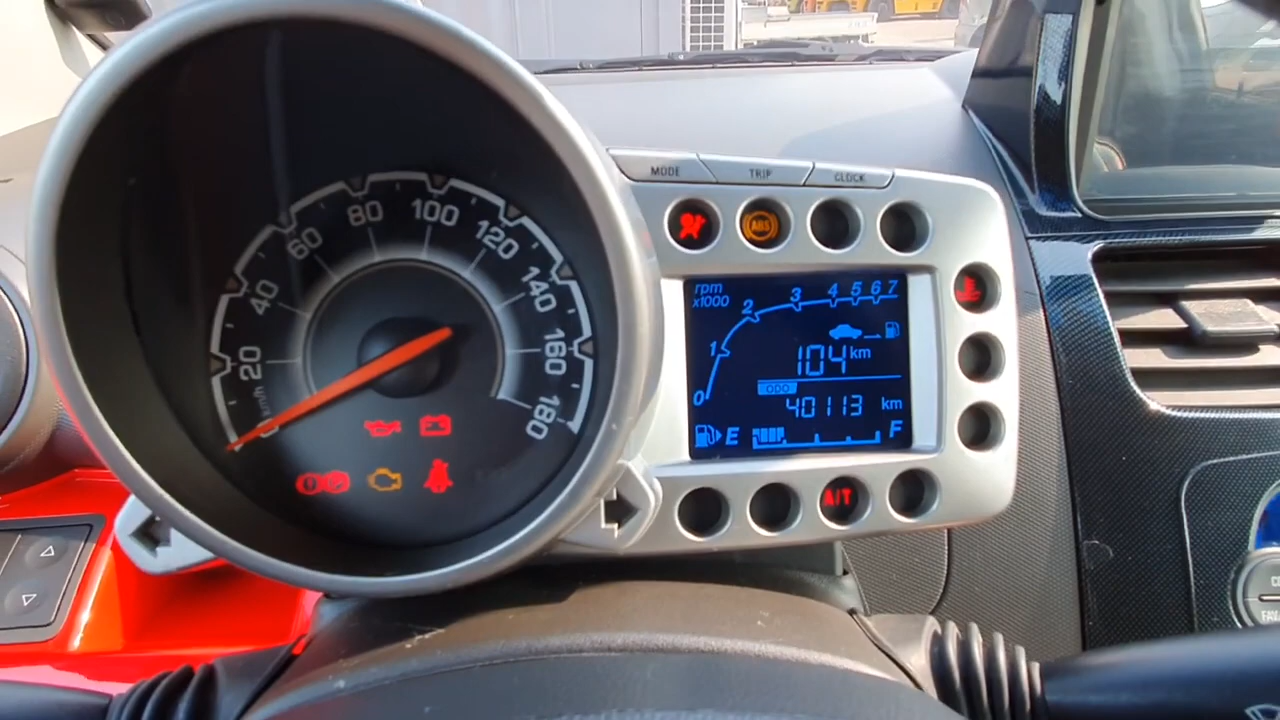 MODE TRIP CLOCK
ABS
rpm
x1000
0 1 2 3 4 5 6 7
104 km
ODO
40113 km
E F
A/T
20 40 60 80 100 120 140 160 180
km/h